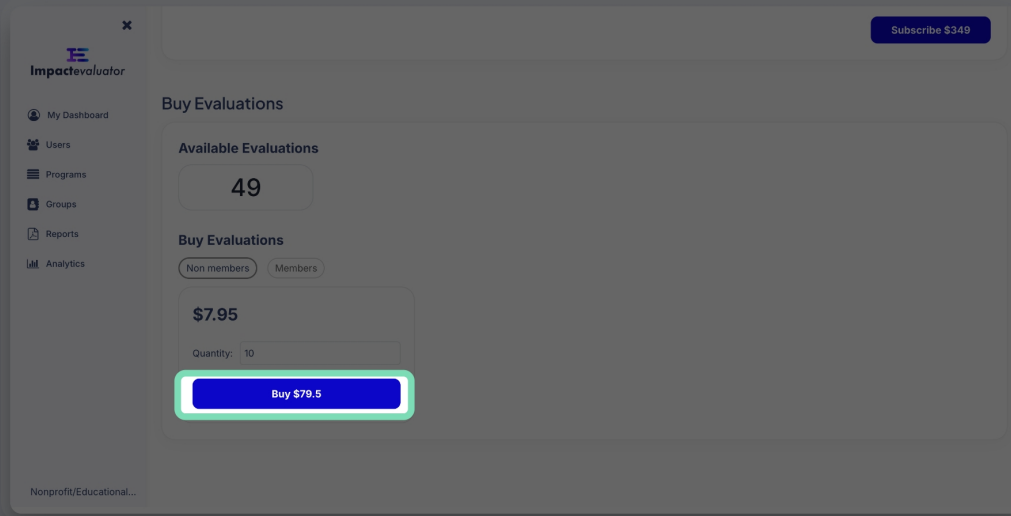 Subscribe $349
Impactevaluator
My Dashboard
Users
Programs
Groups
Reports
Analytics
Nonprofit/Educational...
Buy Evaluations
Available Evaluations
49
Buy Evaluations
Non members
Members
$7.95
Quantity: 10
Buy $79.5